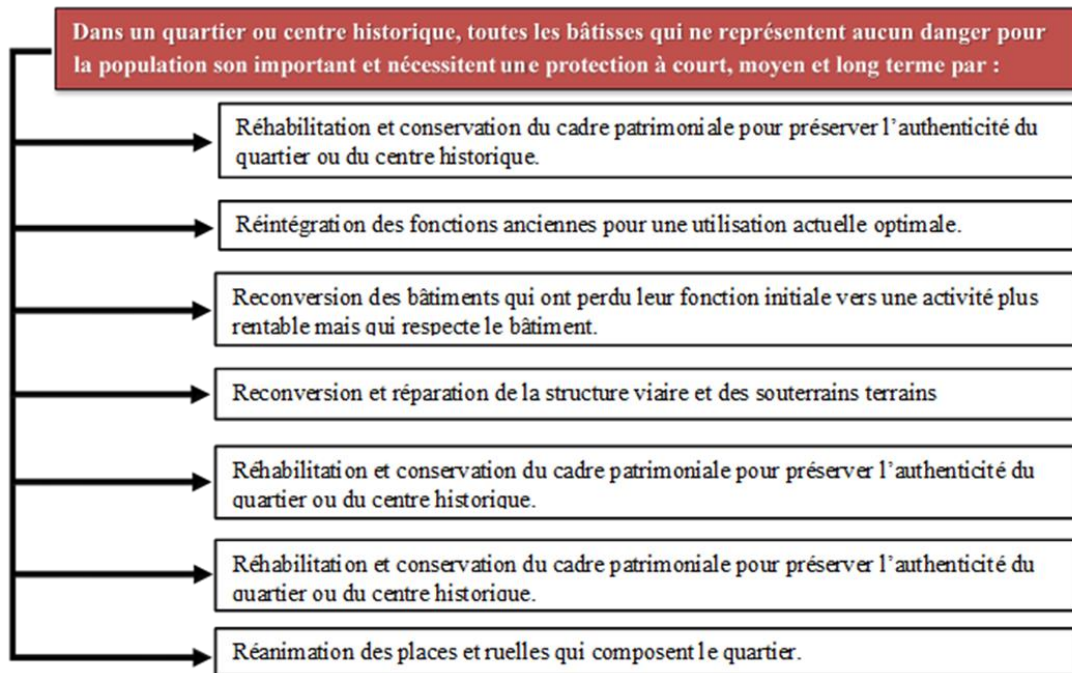 Dans un quartier ou centre historique, toutes les bâtisses qui ne représentent aucun danger pour
la population son important et nécessitent une protection à court, moyen et long terme par :
Réhabilitation et conservation du cadre patrimoniale pour préserver l’authenticité du
quartier ou du centre historique.
Réintégration des fonctions anciennes pour une utilisation actuelle optimale.
Reconversion des bâtiments qui ont perdu leur fonction initiale vers une activité plus
rentable mais qui respecte le bâtiment.
Reconversion et réparation de la structure viaire et des souterrains terrains
Réhabilitation et conservation du cadre patrimoniale pour préserver l’authenticité du
quartier ou du centre historique.
Réhabilitation et conservation du cadre patrimoniale pour préserver l’authenticité du
quartier ou du centre historique.
Réanimation des places et ruelles qui composent le quartier.